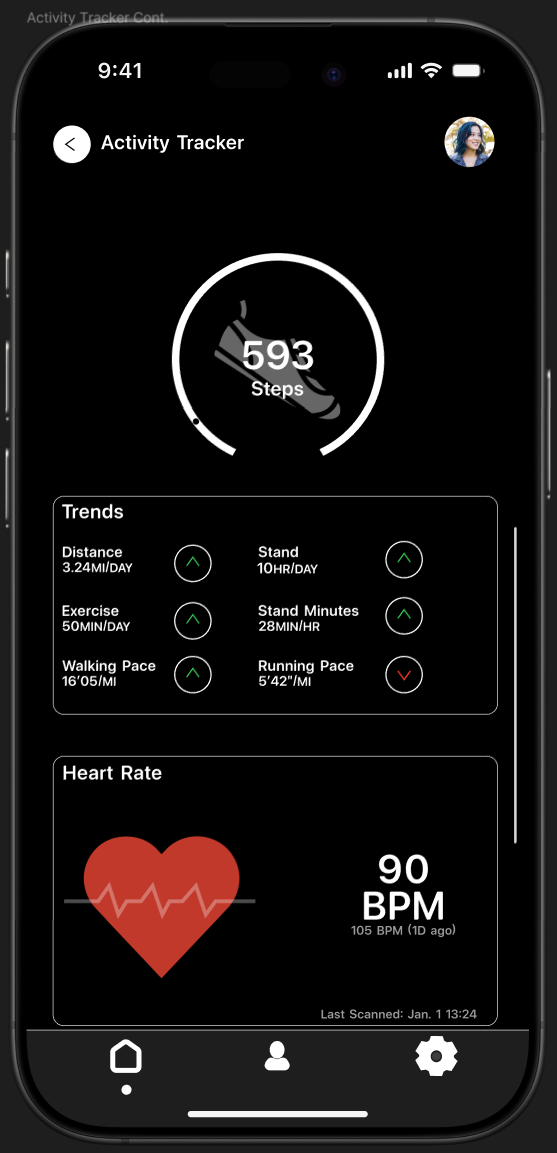 Activity Tracker Cont.
9:41
Activity Tracker
593
Steps
Trends
Distance
3.24MI/DAY
Stand
10HR/DAY
Exercise
50MIN/DAY
Stand Minutes
28MIN/HR
Walking Pace
16'05/MI
Running Pace
5'42"/MI
Heart Rate
90
BPM
105 BPM (1D ago)
Last Scanned: Jan. 1 13:24